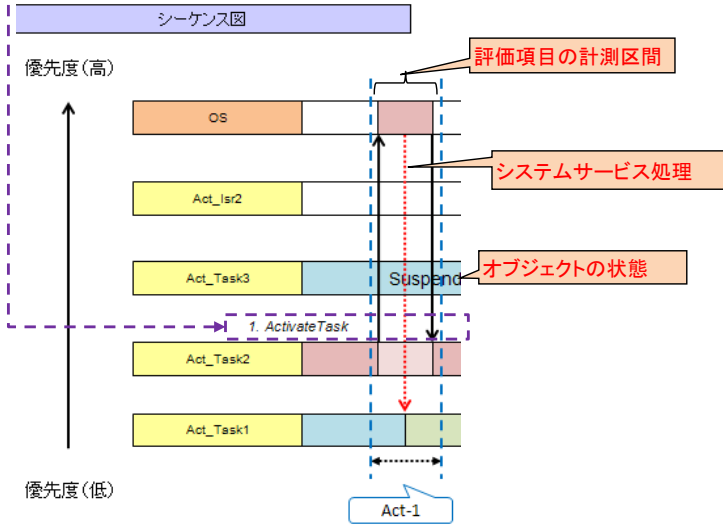 シーケンス図
優先度(高)
評価項目の計測区間
OS
システムサービス処理
Act_Isr2
Act_Task3
Suspend
オブジェクトの状態
1. ActivateTask
Act_Task2
Act_Task1
優先度(低)
Act-1